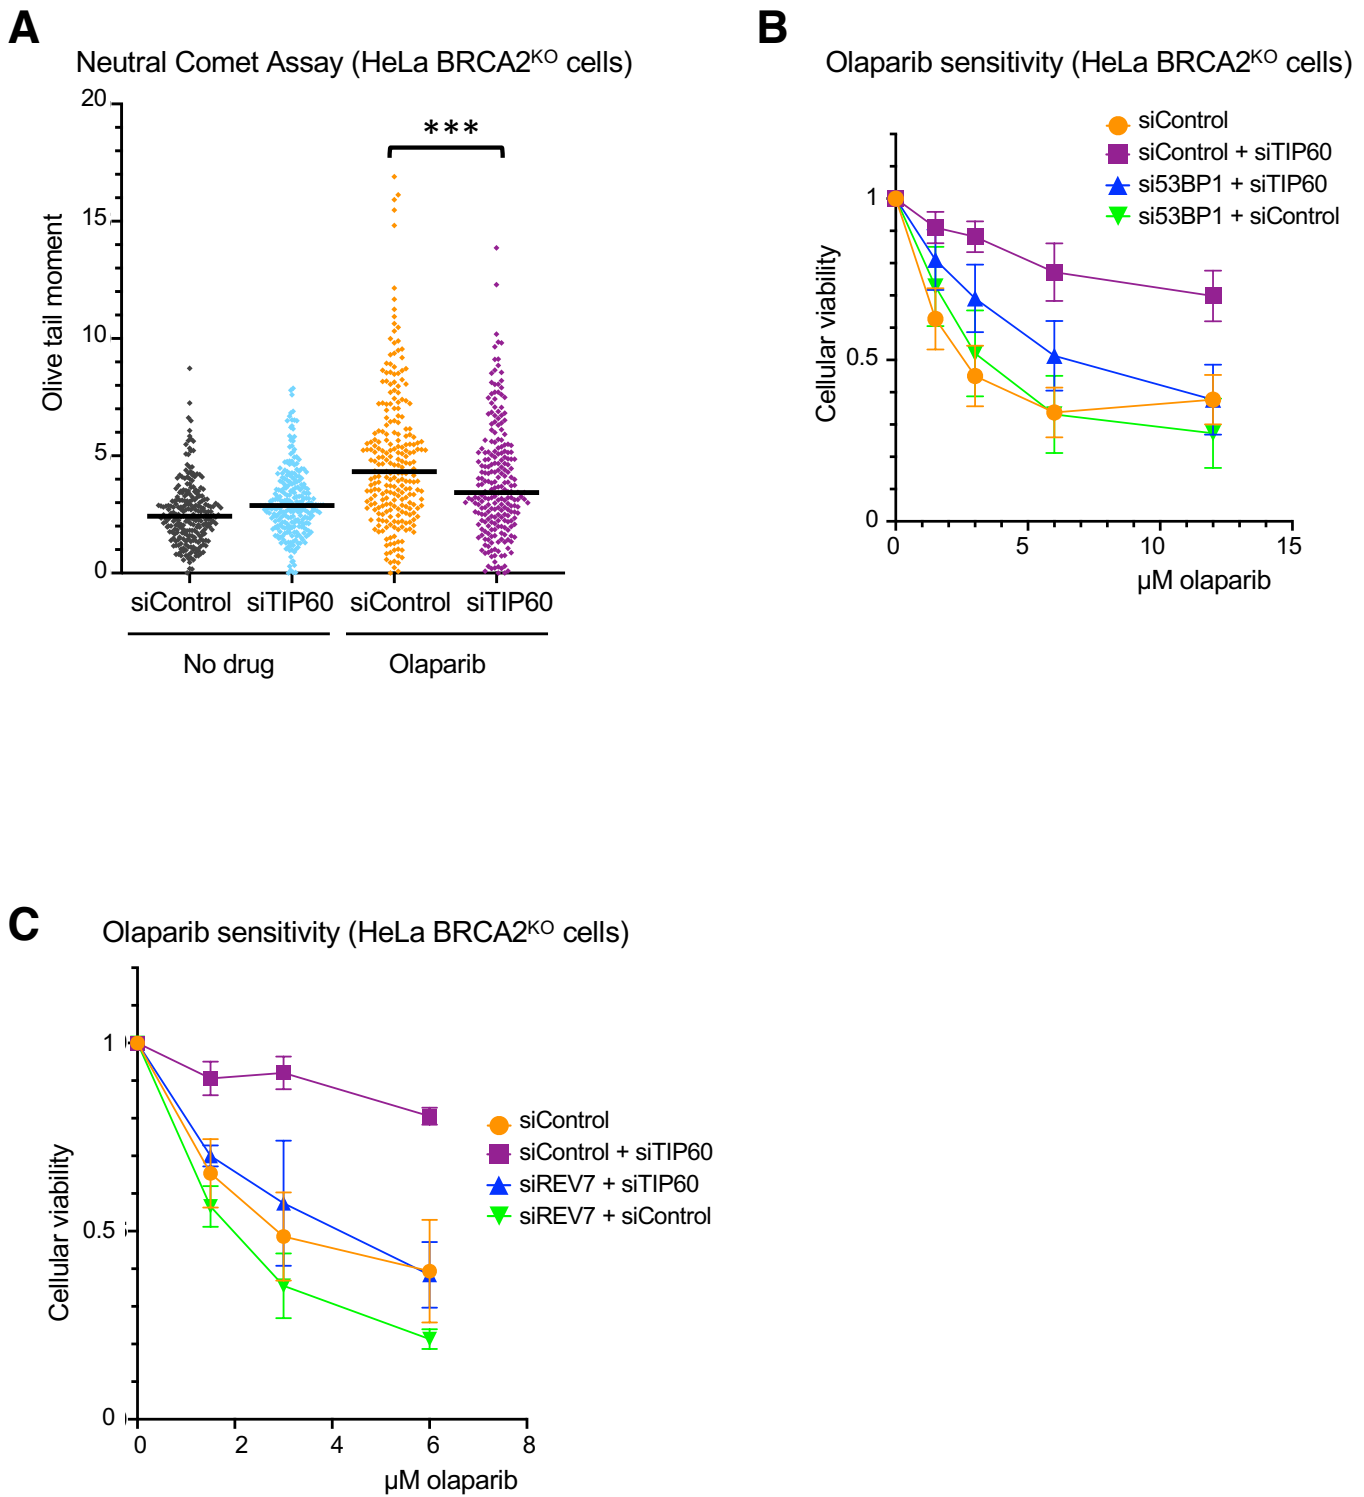 A
Neutral Comet Assay (HeLa BRCA2KO cells)
20
15
10
5
0
Olive tail moment
***
siControl siTIP60 siControl siTIP60
No drug Olaparib
B
Olaparib sensitivity (HeLa BRCA2KO cells)
siControl
siControl + siTIP60
si53BP1 + siTIP60
si53BP1 + siControl
Cellular viability
1
0.5
0
0 5 10 15
µM olaparib
C
Olaparib sensitivity (HeLa BRCA2KO cells)
Cellular viability
1
0.5
0
siControl
siControl + siTIP60
siREV7 + siTIP60
siREV7 + siControl
0 2 4 6 8
µM olaparib